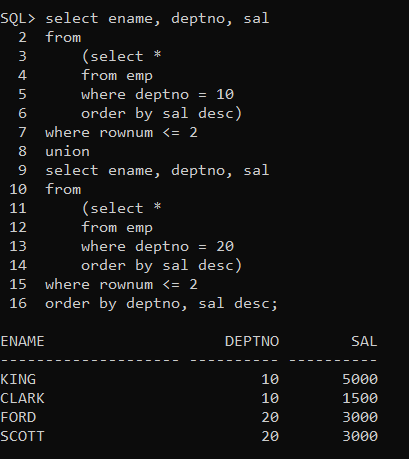 SQL> select ename, deptno, sal
  2  from
  3      (select *
  4      from emp
  5      where deptno = 10
  6      order by sal desc)
  7  where rownum <= 2
  8  union
  9  select ename, deptno, sal
 10  from
 11      (select *
 12      from emp
 13      where deptno = 20
 14      order by sal desc)
 15  where rownum <= 2
 16  order by deptno, sal desc;
ENAME                    DEPTNO        SAL
-------------------- ---------- ----------
KING                         10       5000
CLARK                        10       1500
FORD                         20       3000
SCOTT                        20       3000